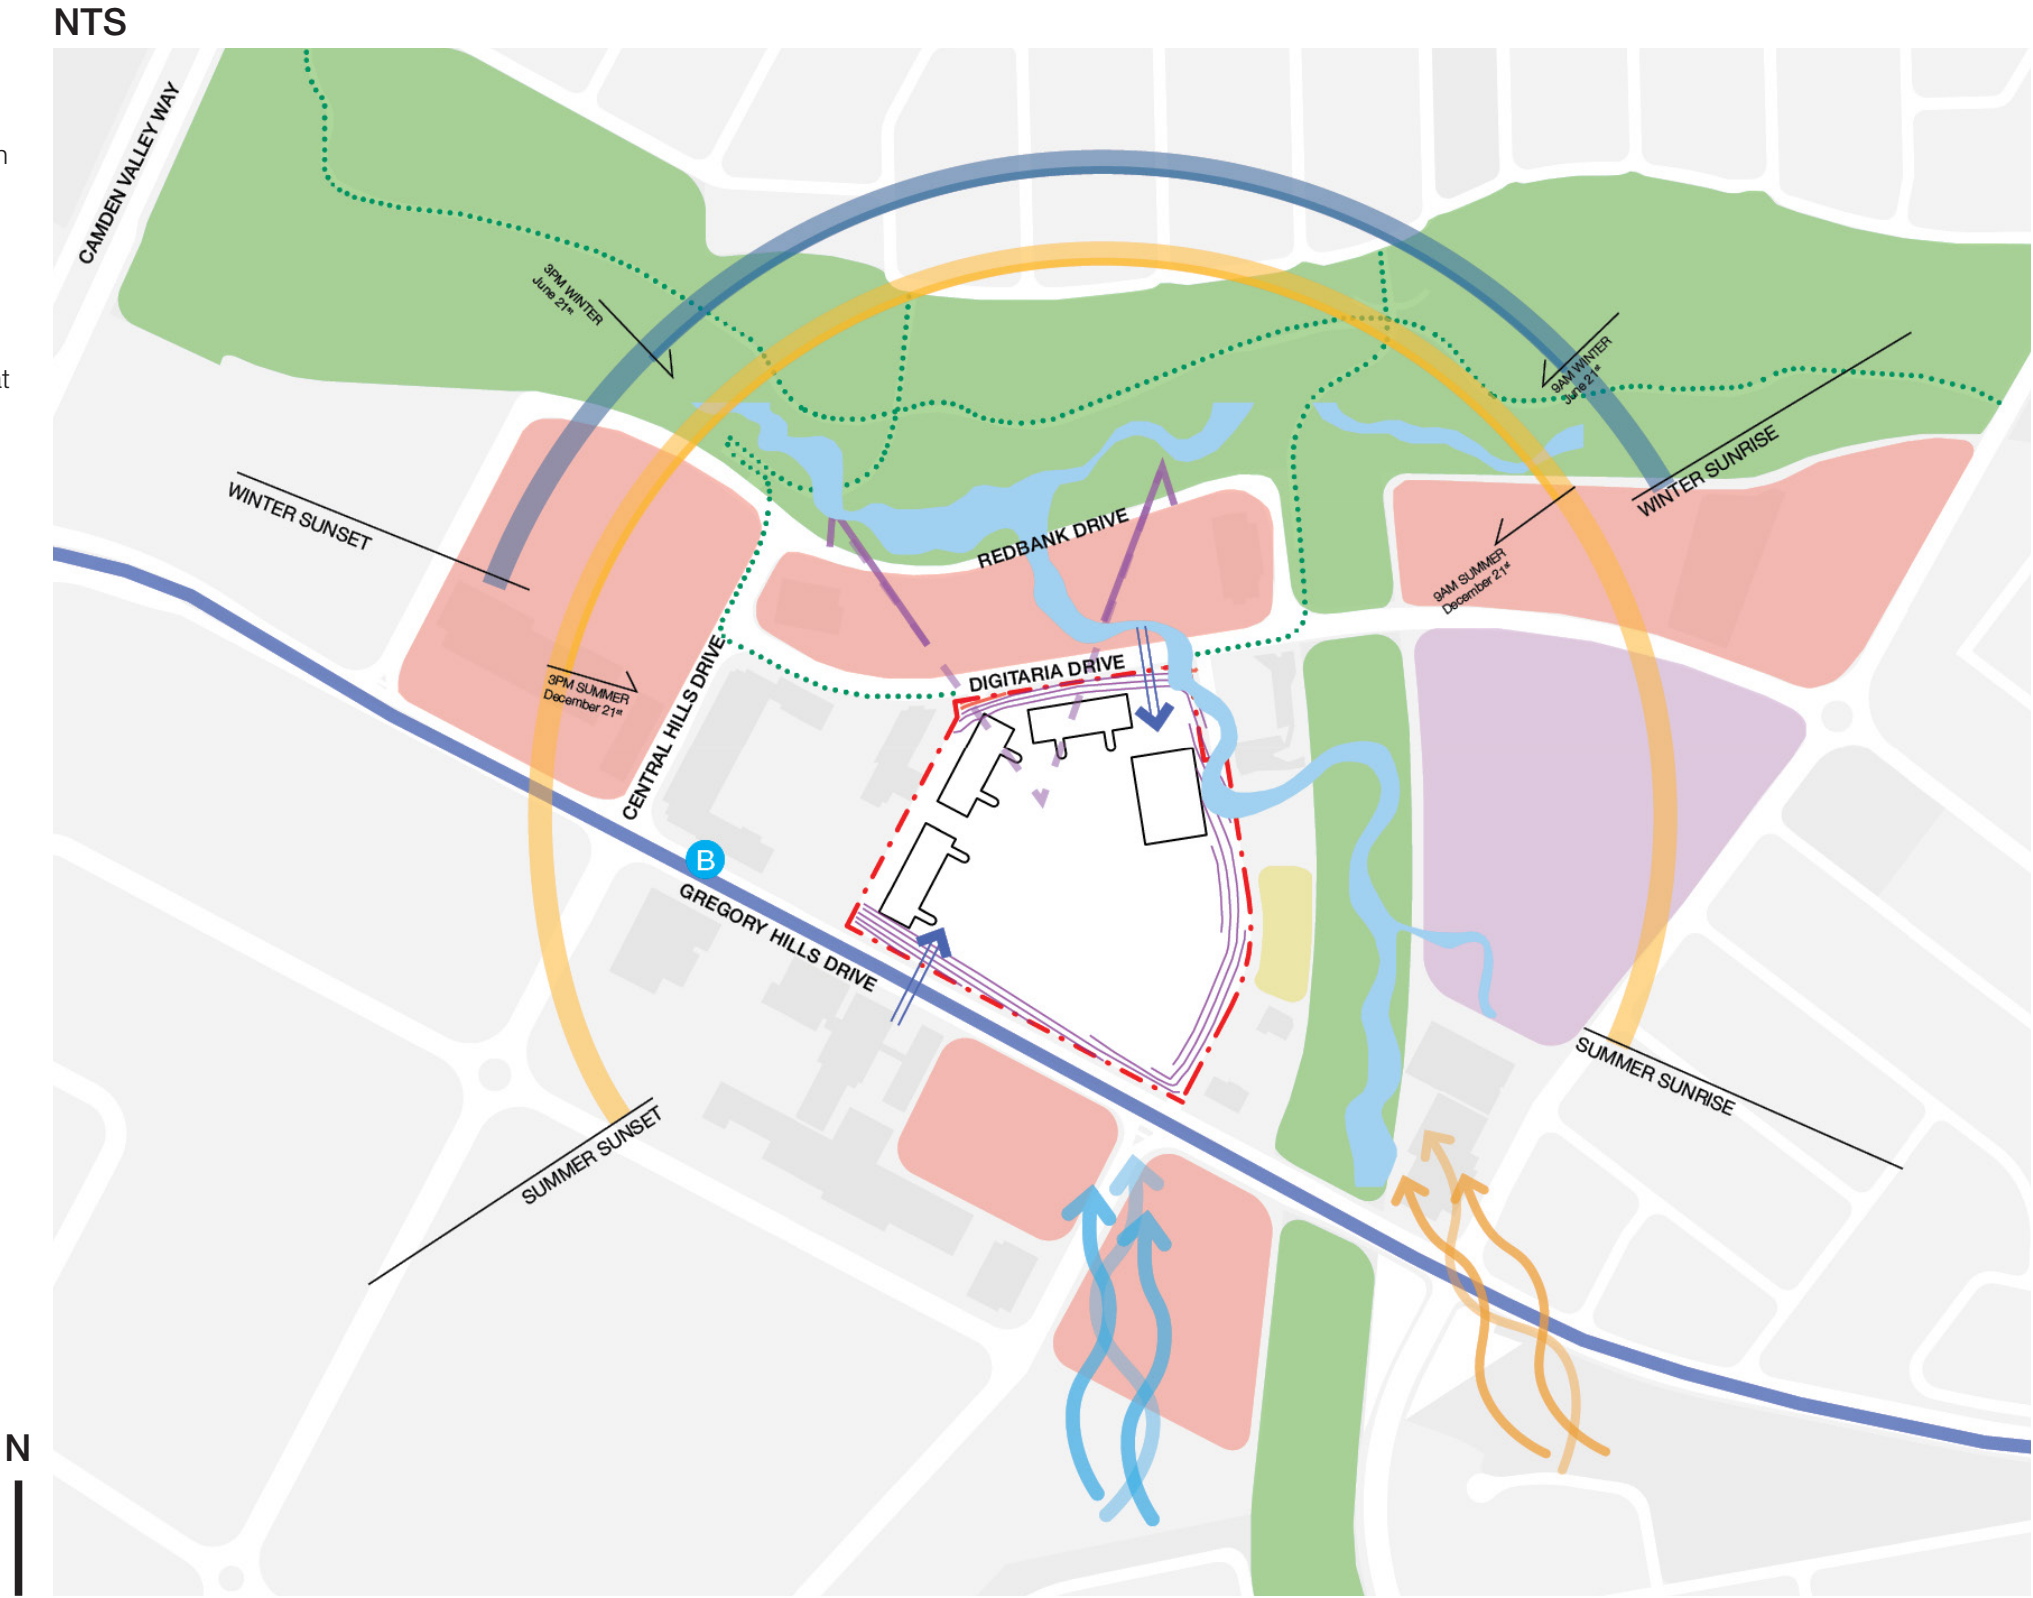 NTS
CAMDEN VALLEY WAY
n
3PM WINTER
June 21st
9AM WINTER
June 21st
at
WINTER SUNRISE
WINTER SUNSET
REDBANK DRIVE
9AM SUMMER
December 21st
DIGITARIA DRIVE
3PM SUMMER
December 21st
CENTRAL HILLS DRIVE
B
GREGORY HILLS DRIVE
SUMMER SUNRISE
SUMMER SUNSET
N